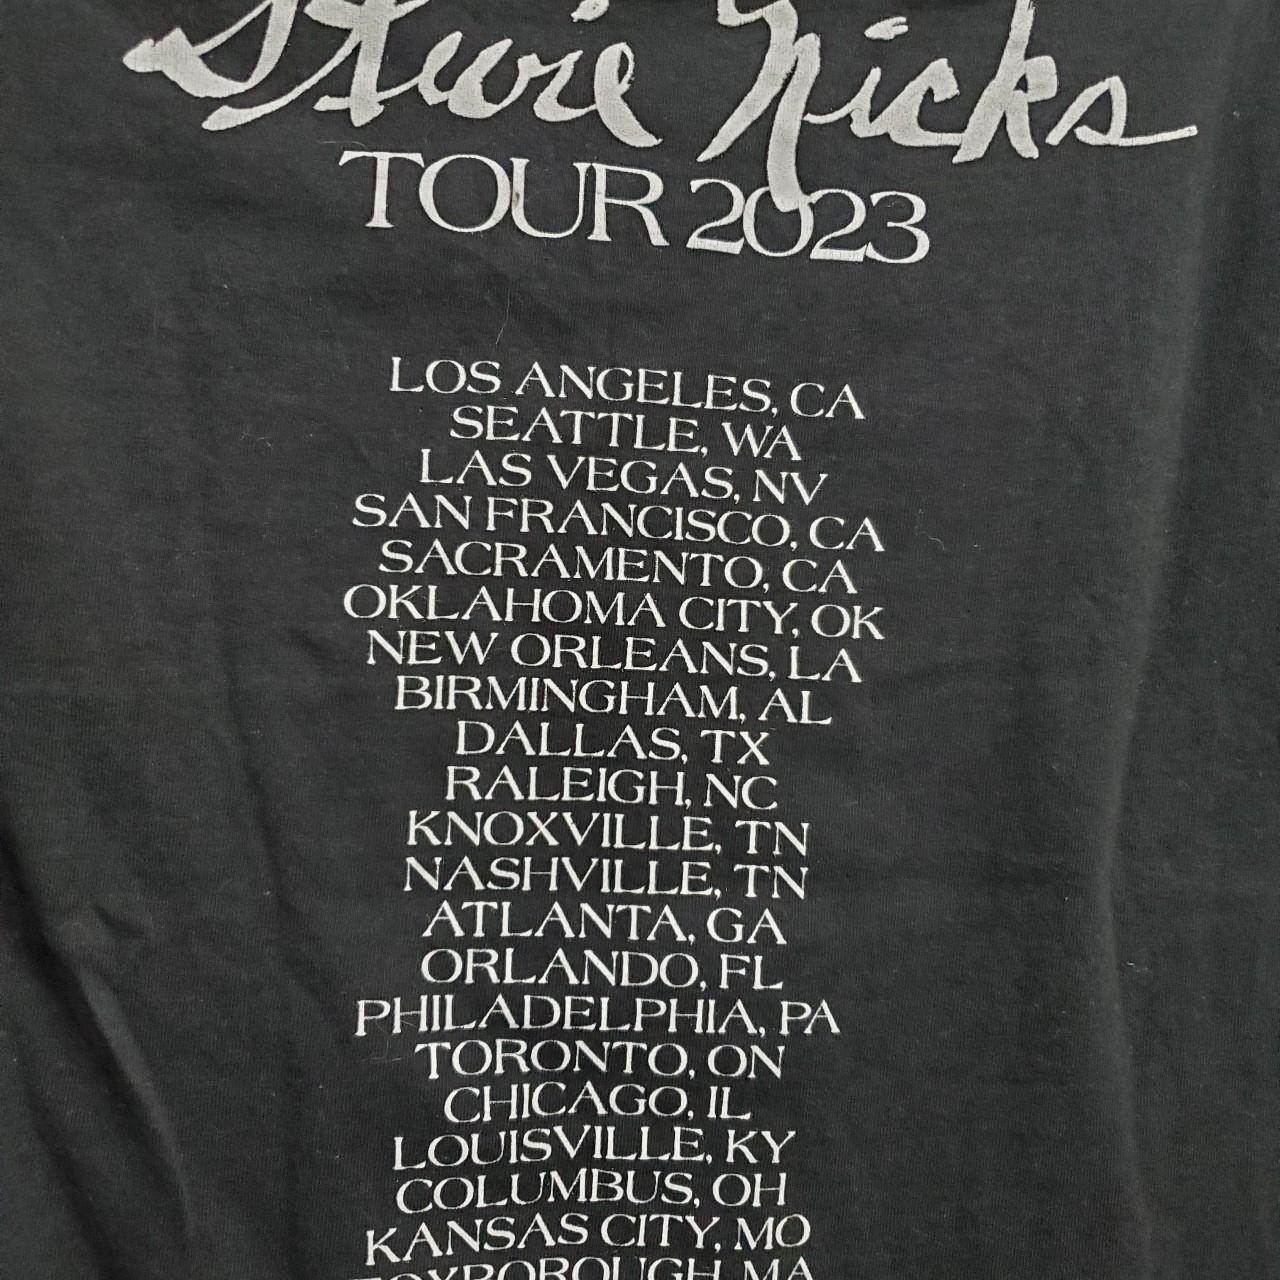 Stevie Nicks
TOUR 2023
LOS ANGELES, CA
SEATTLE, WA
LAS VEGAS, NV
SAN FRANCISCO, CA
SACRAMENTO, CA
OKLAHOMA CITY, OK
NEW ORLEANS, LA
BIRMINGHAM, AL
DALLAS, TX
RALEIGH, NC
KNOXVILLE, TN
NASHVILLE, TN
ATLANTA, GA
ORLANDO, FL
PHILADELPHIA, PA
TORONTO, ON
CHICAGO, IL
LOUISVILLE, KY
COLUMBUS, OH
KANSAS CITY, MO
FOXBOROUGH, MA